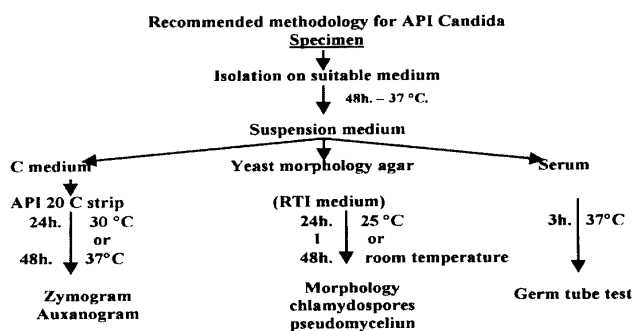 Recommended methodology for API Candida
Specimen
Isolation on suitable medium
48h. – 37 °C.
Suspension medium
C medium Yeast morphology agar Serum
API 20 C strip (RTI medium)
24h. 30 °C 24h. 25 °C 3h. 37°C
or 1 or
48h. 37°C 48h. room temperature
Zymogram Morphology Germ tube test
Auxanogram chlamydospores
pseudomyceliun